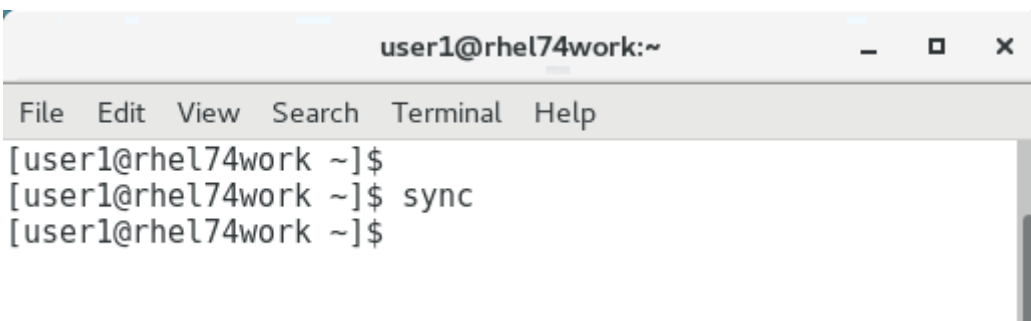 user1@rhel74work:~
File Edit View Search Terminal Help
[user1@rhel74work ~]$
[user1@rhel74work ~]$ sync
[user1@rhel74work ~]$